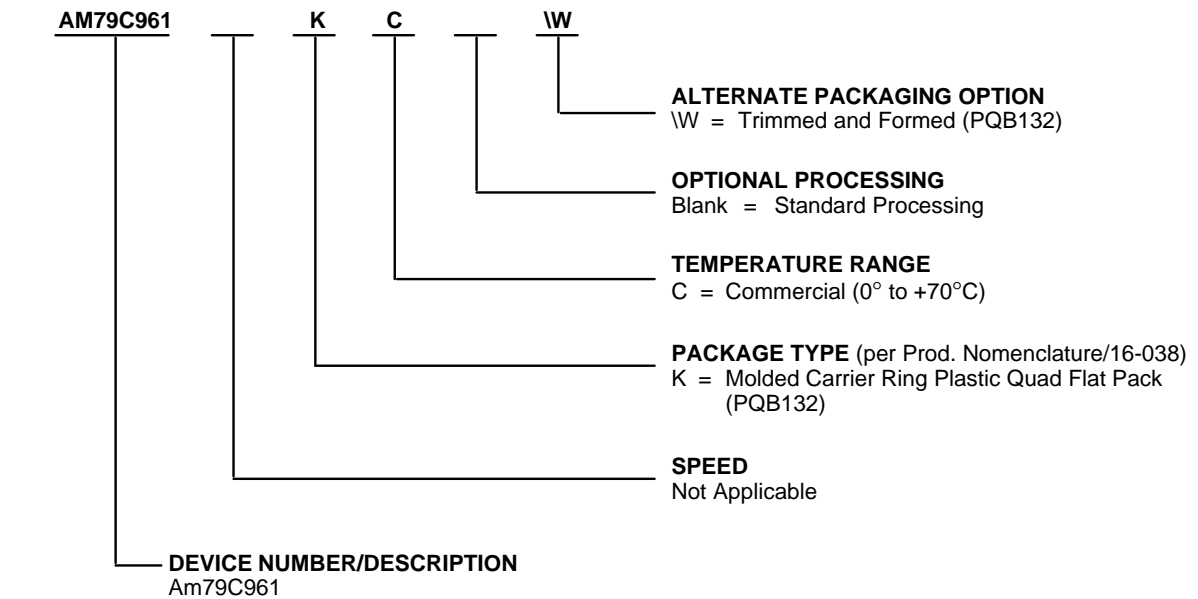 AM79C961 K C \W
ALTERNATE PACKAGING OPTION
\W = Trimmed and Formed (PQB132)
OPTIONAL PROCESSING
Blank = Standard Processing
TEMPERATURE RANGE
C = Commercial (0° to +70°C)
PACKAGE TYPE (per Prod. Nomenclature/16-038)
K = Molded Carrier Ring Plastic Quad Flat Pack
(PQB132)
SPEED
Not Applicable
DEVICE NUMBER/DESCRIPTION
Am79C961